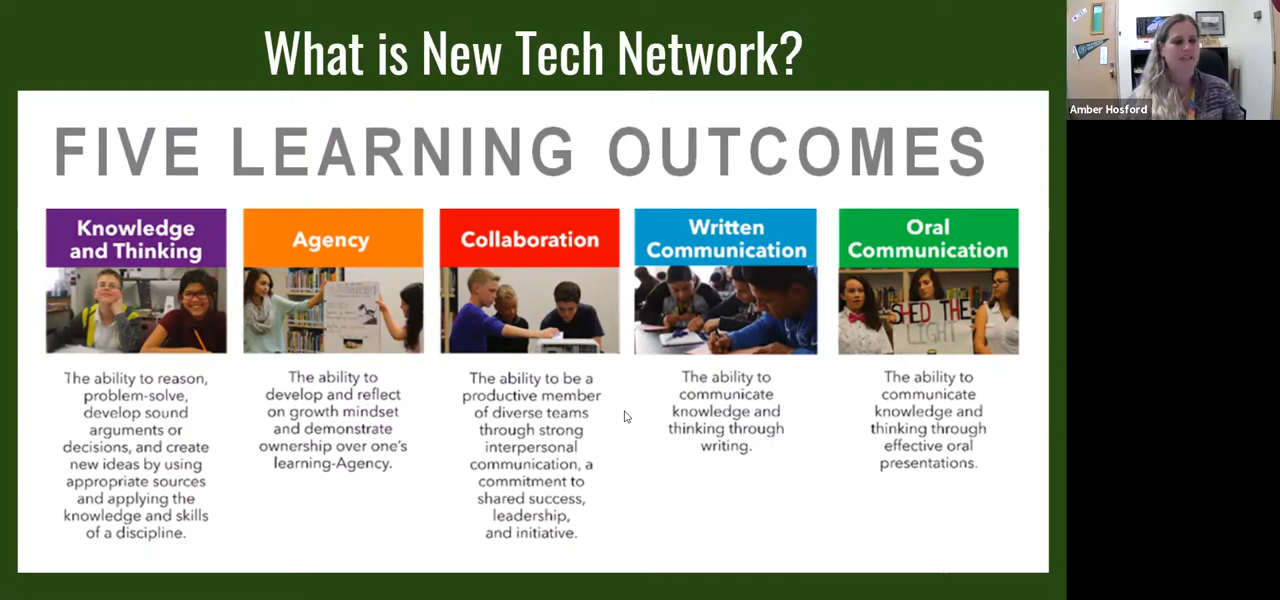 What is New Tech Network?
FIVE LEARNING OUTCOMES
Knowledge
and Thinking
The ability to reason,
problem-solve,
develop sound
arguments or
decisions, and create
new ideas by using
appropriate sources
and applying the
knowledge and skills
of a discipline.
Agency
The ability to
develop and reflect
on growth mindset
and demonstrate
ownership over one's
learning-Agency.
Collaboration
The ability to be a
productive member
of diverse teams
through strong
interpersonal
communication, a
commitment to
shared success,
leadership,
and initiative.
Written
Communication
The ability to
communicate
knowledge and
thinking through
writing.
Oral
Communication
SHED THE
LIGHT
The ability to
communicate
knowledge and
thinking through
effective oral
presentations.
Amber Hosford